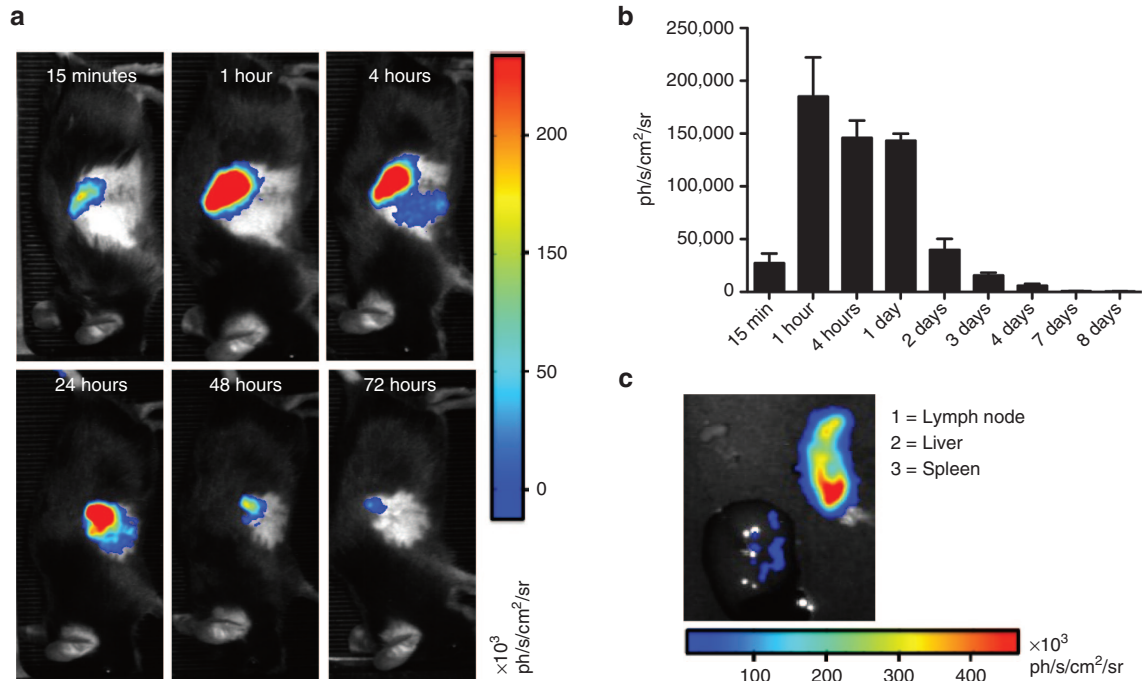 a
15 minutes
1 hour
4 hours
24 hours
48 hours
72 hours
200
150
50
0
×10³
ph/s/cm²/sr
b
250,000
200,000
150,000
100,000
50,000
0
ph/s/cm²/sr
15 min
1 hour
4 hours
1 day
2 days
3 days
4 days
7 days
8 days
c
1 = Lymph node
2 = Liver
3 = Spleen
100
200
300
400
×10³
ph/s/cm²/sr